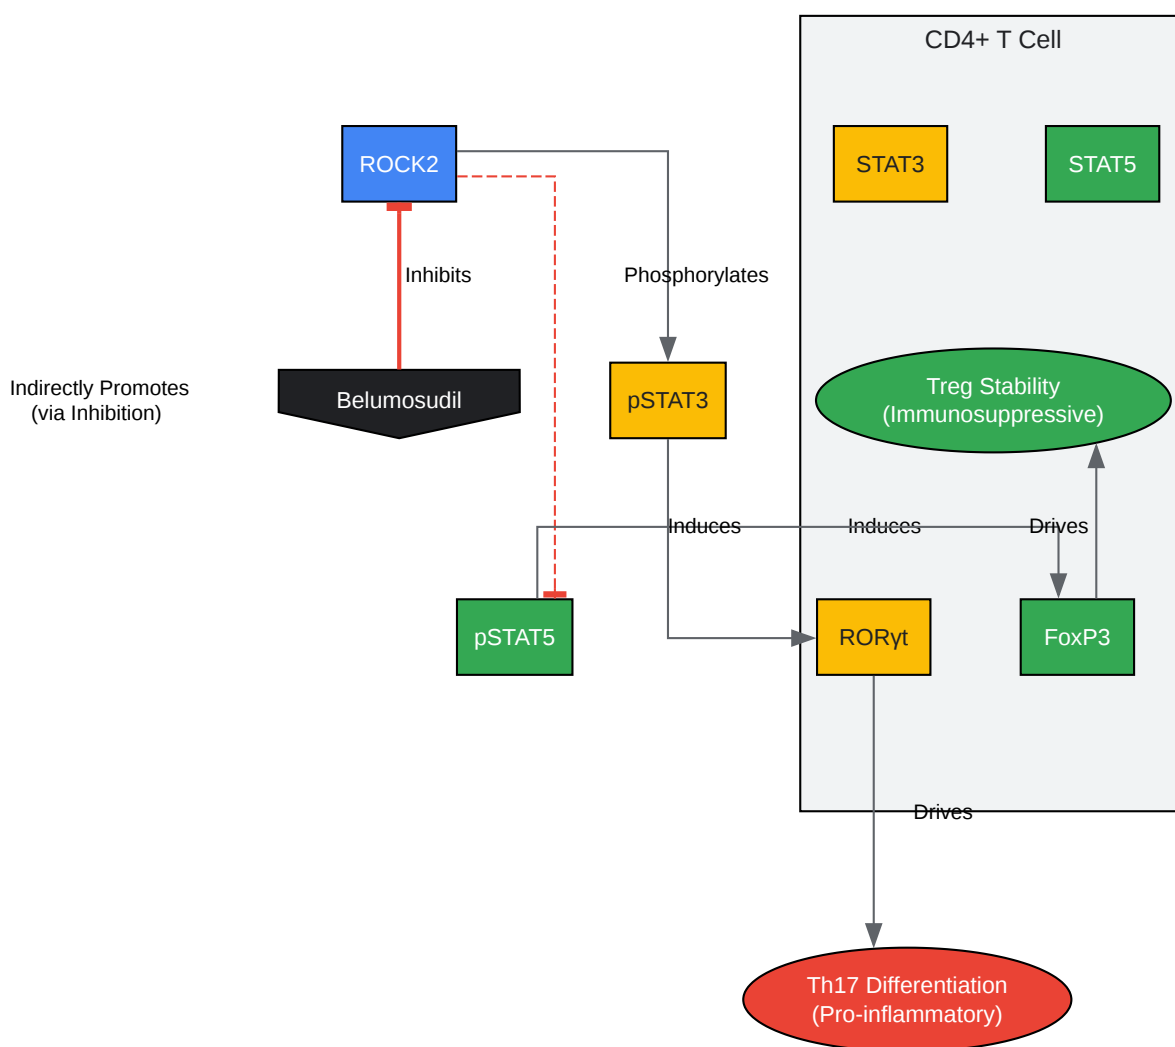 CD4+ T Cell
ROCK2
STAT3
STAT5
Inhibits
Phosphorylates
Indirectly Promotes
(via Inhibition)
Belumosudil
pSTAT3
Treg Stability
(Immunosuppressive)
Induces
Induces
Drives
pSTAT5
RORγt
FoxP3
Drives
Th17 Differentiation
(Pro-inflammatory)